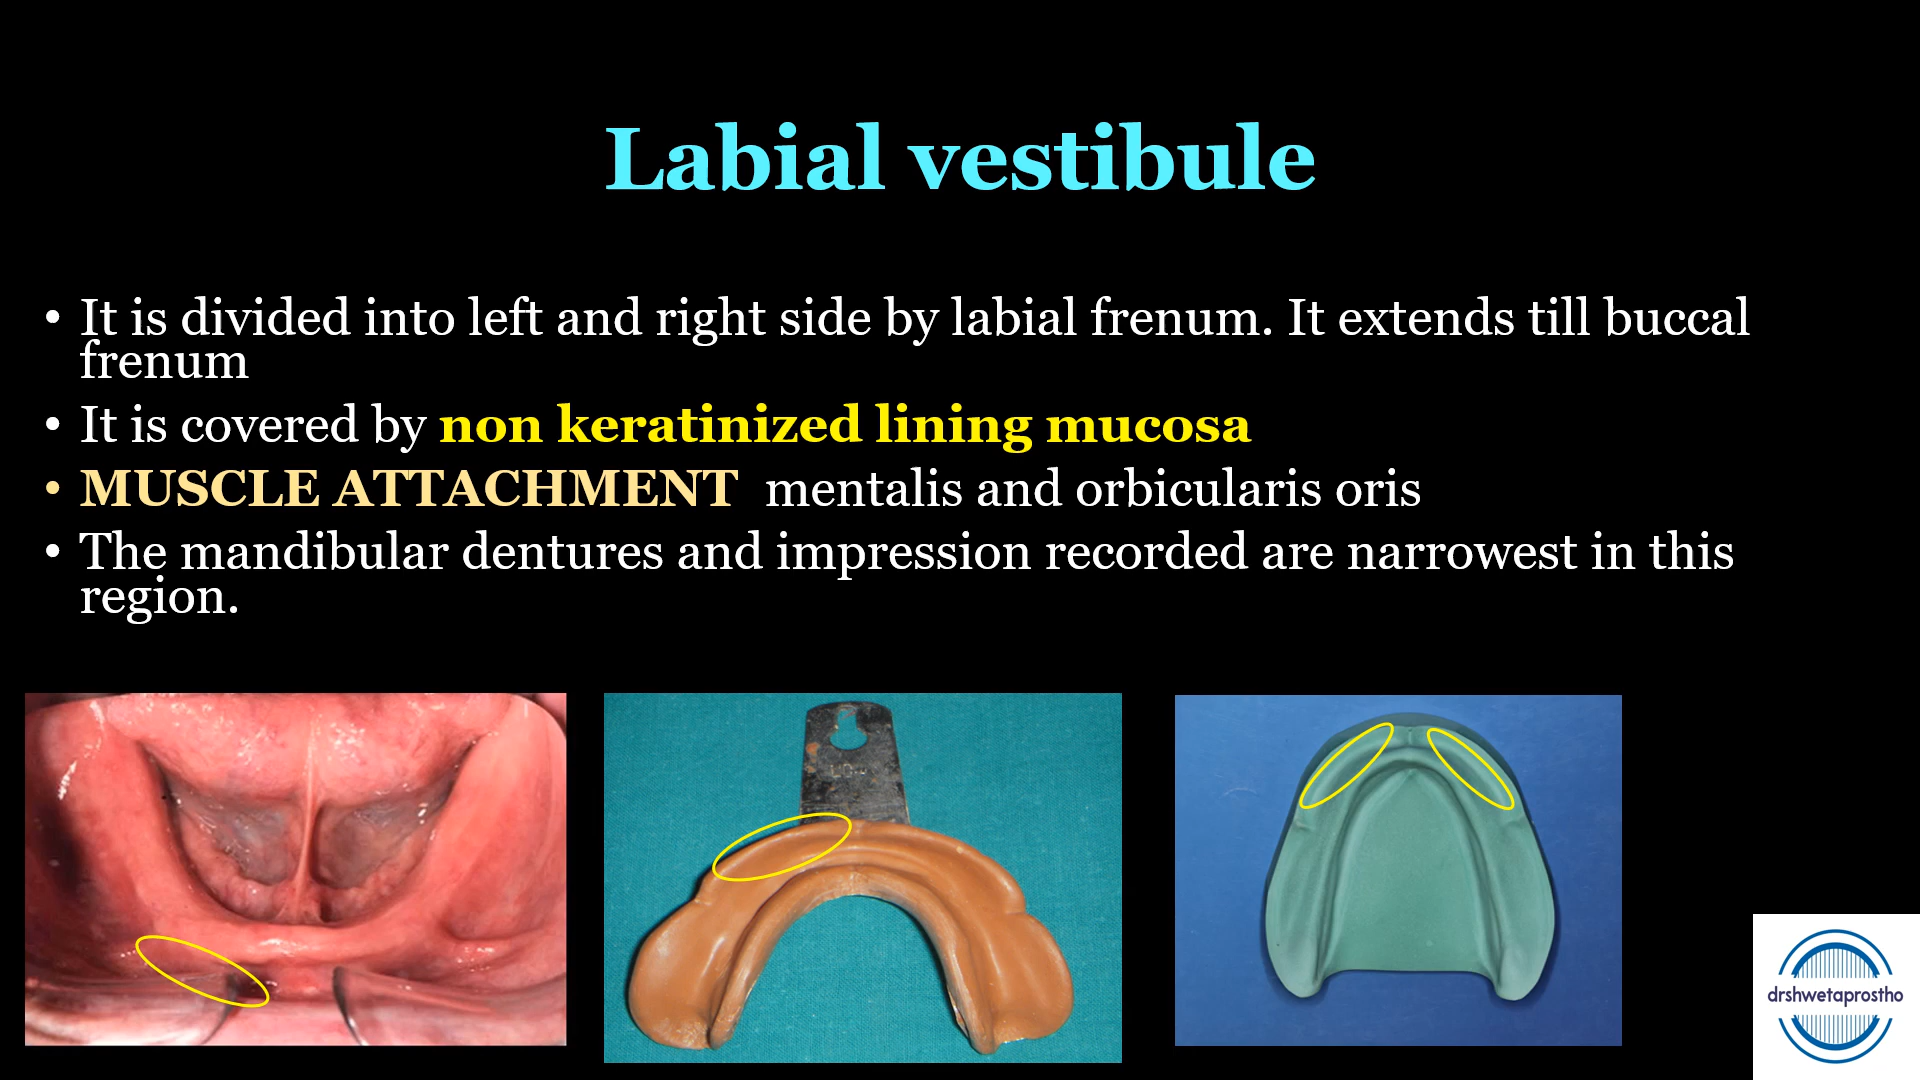 Labial vestibule
• It is divided into left and right side by labial frenum. It extends till buccal
frenum
• It is covered by non keratinized lining mucosa
• MUSCLE ATTACHMENT mentalis and orbicularis oris
• The mandibular dentures and impression recorded are narrowest in this
region.
drshwetaprostho